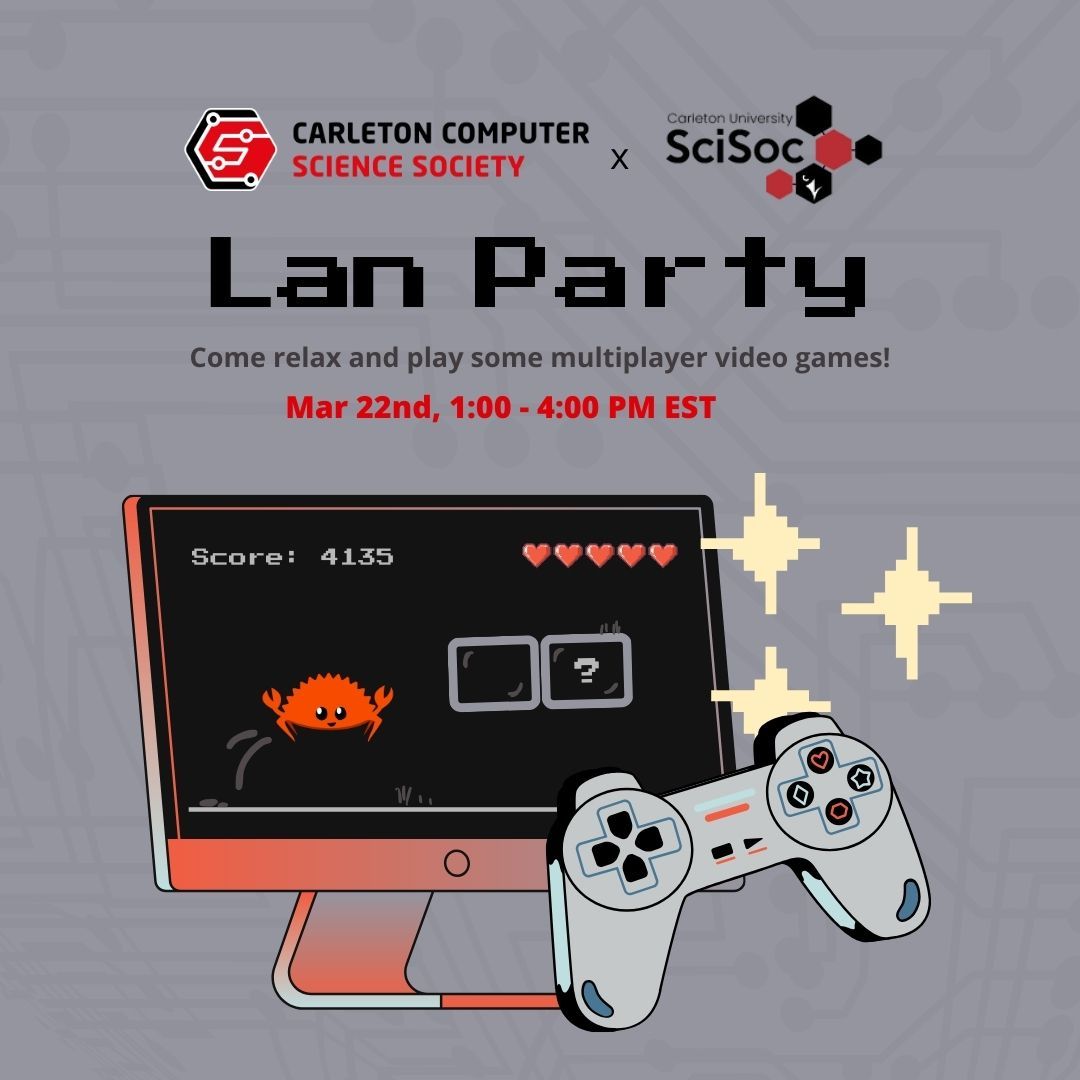 CARLETON COMPUTER
SCIENCE SOCIETY
x
Carleton University
SciSoc
Lan Party
Come relax and play some multiplayer video games!
Mar 22nd, 1:00 - 4:00 PM EST
Score: 4135
?